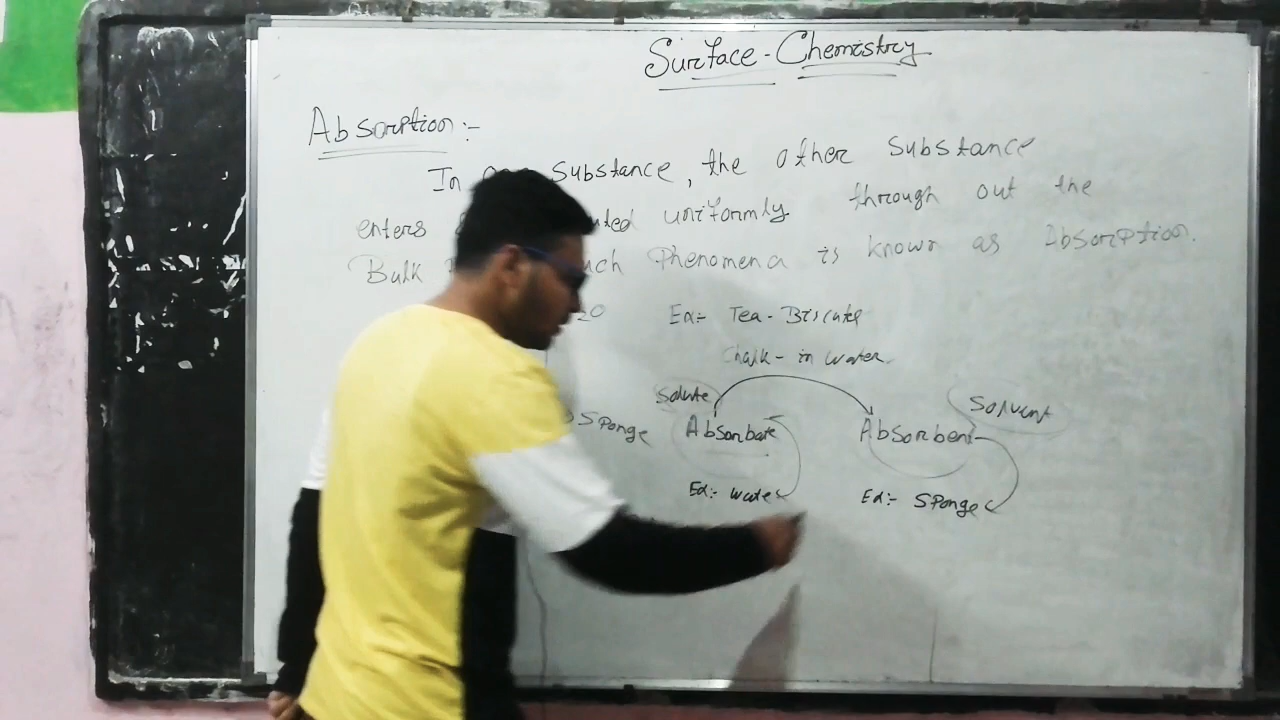 Surface - Chemistry
Absorption :-
In substance, the other substance
enters uniformly through out the
Bulk Phenomena is known as Absorption.
Ex:- Tea - Biscuted
Chalk - in water.
Solute Solvent
Sponge Absorbate Absorbent
Ex:- water Ex:- Sponge